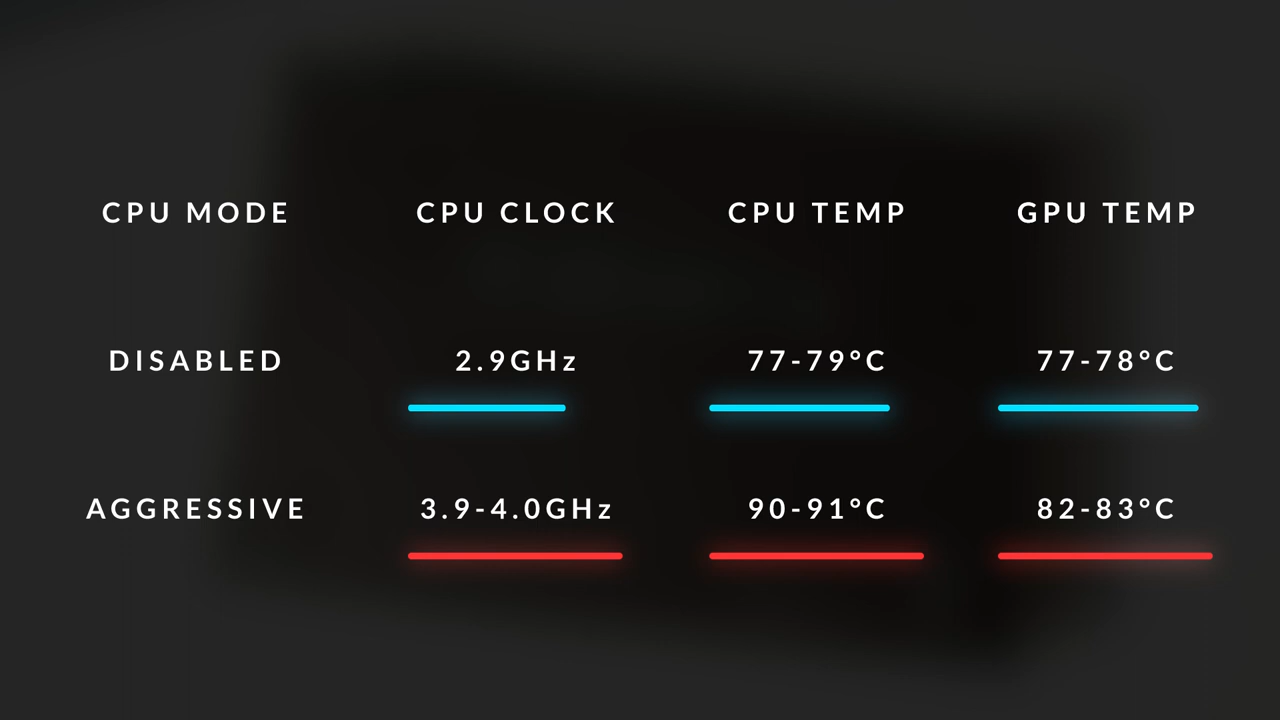 CPU MODE CPU CLOCK CPU TEMP GPU TEMP
DISABLED 2.9GHz 77-79°C 77-78°C
AGGRESSIVE 3.9-4.0GHz 90-91°C 82-83°C